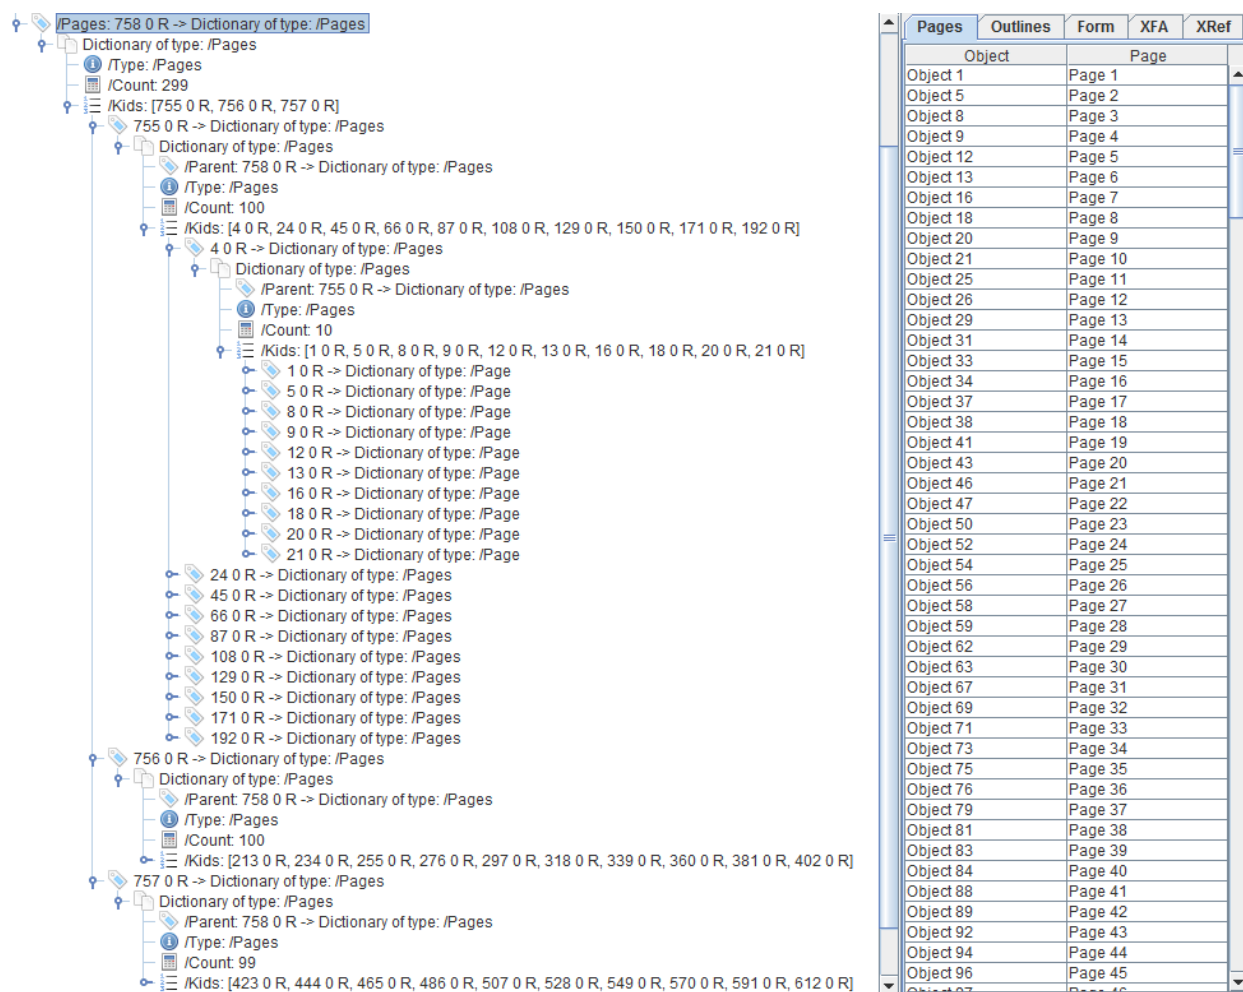 /Pages: 758 0 R -> Dictionary of type: /Pages
Dictionary of type: /Pages
/Type: /Pages
/Count: 299
/Kids: [755 0 R, 756 0 R, 757 0 R]
755 0 R -> Dictionary of type: /Pages
Dictionary of type: /Pages
/Parent: 758 0 R -> Dictionary of type: /Pages
/Type: /Pages
/Count: 100
/Kids: [4 0 R, 24 0 R, 45 0 R, 66 0 R, 87 0 R, 108 0 R, 129 0 R, 150 0 R, 171 0 R, 192 0 R]
4 0 R -> Dictionary of type: /Pages
Dictionary of type: /Pages
/Parent: 755 0 R -> Dictionary of type: /Pages
/Type: /Pages
/Count: 10
/Kids: [1 0 R, 5 0 R, 8 0 R, 9 0 R, 12 0 R, 13 0 R, 16 0 R, 18 0 R, 20 0 R, 21 0 R]
1 0 R -> Dictionary of type: /Page
5 0 R -> Dictionary of type: /Page
8 0 R -> Dictionary of type: /Page
9 0 R -> Dictionary of type: /Page
12 0 R -> Dictionary of type: /Page
13 0 R -> Dictionary of type: /Page
16 0 R -> Dictionary of type: /Page
18 0 R -> Dictionary of type: /Page
20 0 R -> Dictionary of type: /Page
21 0 R -> Dictionary of type: /Page
24 0 R -> Dictionary of type: /Pages
45 0 R -> Dictionary of type: /Pages
66 0 R -> Dictionary of type: /Pages
87 0 R -> Dictionary of type: /Pages
108 0 R -> Dictionary of type: /Pages
129 0 R -> Dictionary of type: /Pages
150 0 R -> Dictionary of type: /Pages
171 0 R -> Dictionary of type: /Pages
192 0 R -> Dictionary of type: /Pages
756 0 R -> Dictionary of type: /Pages
Dictionary of type: /Pages
/Parent: 758 0 R -> Dictionary of type: /Pages
/Type: /Pages
/Count: 100
/Kids: [213 0 R, 234 0 R, 255 0 R, 276 0 R, 297 0 R, 318 0 R, 339 0 R, 360 0 R, 381 0 R, 402 0 R]
757 0 R -> Dictionary of type: /Pages
Dictionary of type: /Pages
/Parent: 758 0 R -> Dictionary of type: /Pages
/Type: /Pages
/Count: 99
/Kids: [423 0 R, 444 0 R, 465 0 R, 486 0 R, 507 0 R, 528 0 R, 549 0 R, 570 0 R, 591 0 R, 612 0 R]
Pages Outlines Form XFA XRef
Object Page
Object 1 Page 1
Object 5 Page 2
Object 8 Page 3
Object 9 Page 4
Object 12 Page 5
Object 13 Page 6
Object 16 Page 7
Object 18 Page 8
Object 20 Page 9
Object 21 Page 10
Object 25 Page 11
Object 26 Page 12
Object 29 Page 13
Object 31 Page 14
Object 33 Page 15
Object 34 Page 16
Object 37 Page 17
Object 38 Page 18
Object 41 Page 19
Object 43 Page 20
Object 46 Page 21
Object 47 Page 22
Object 50 Page 23
Object 52 Page 24
Object 54 Page 25
Object 56 Page 26
Object 58 Page 27
Object 59 Page 28
Object 62 Page 29
Object 63 Page 30
Object 67 Page 31
Object 69 Page 32
Object 71 Page 33
Object 73 Page 34
Object 75 Page 35
Object 76 Page 36
Object 79 Page 37
Object 81 Page 38
Object 83 Page 39
Object 84 Page 40
Object 88 Page 41
Object 89 Page 42
Object 92 Page 43
Object 94 Page 44
Object 96 Page 45